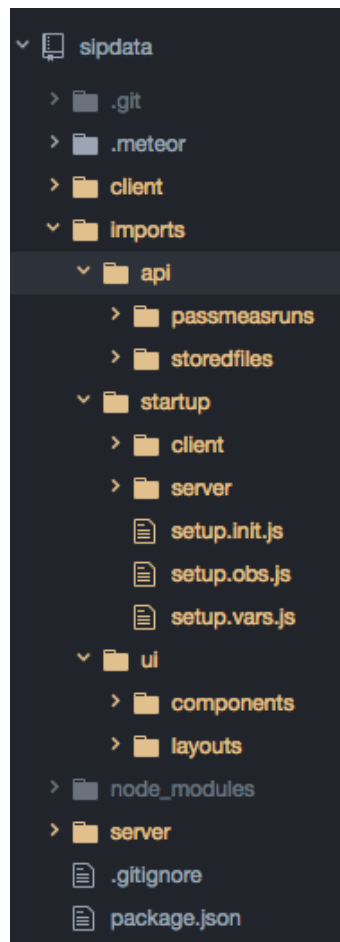 sipdata
.git
.meteor
client
imports
api
passmeasruns
storedfiles
startup
client
server
setup.init.js
setup.obs.js
setup.vars.js
ui
components
layouts
node_modules
server
.gitignore
package.json